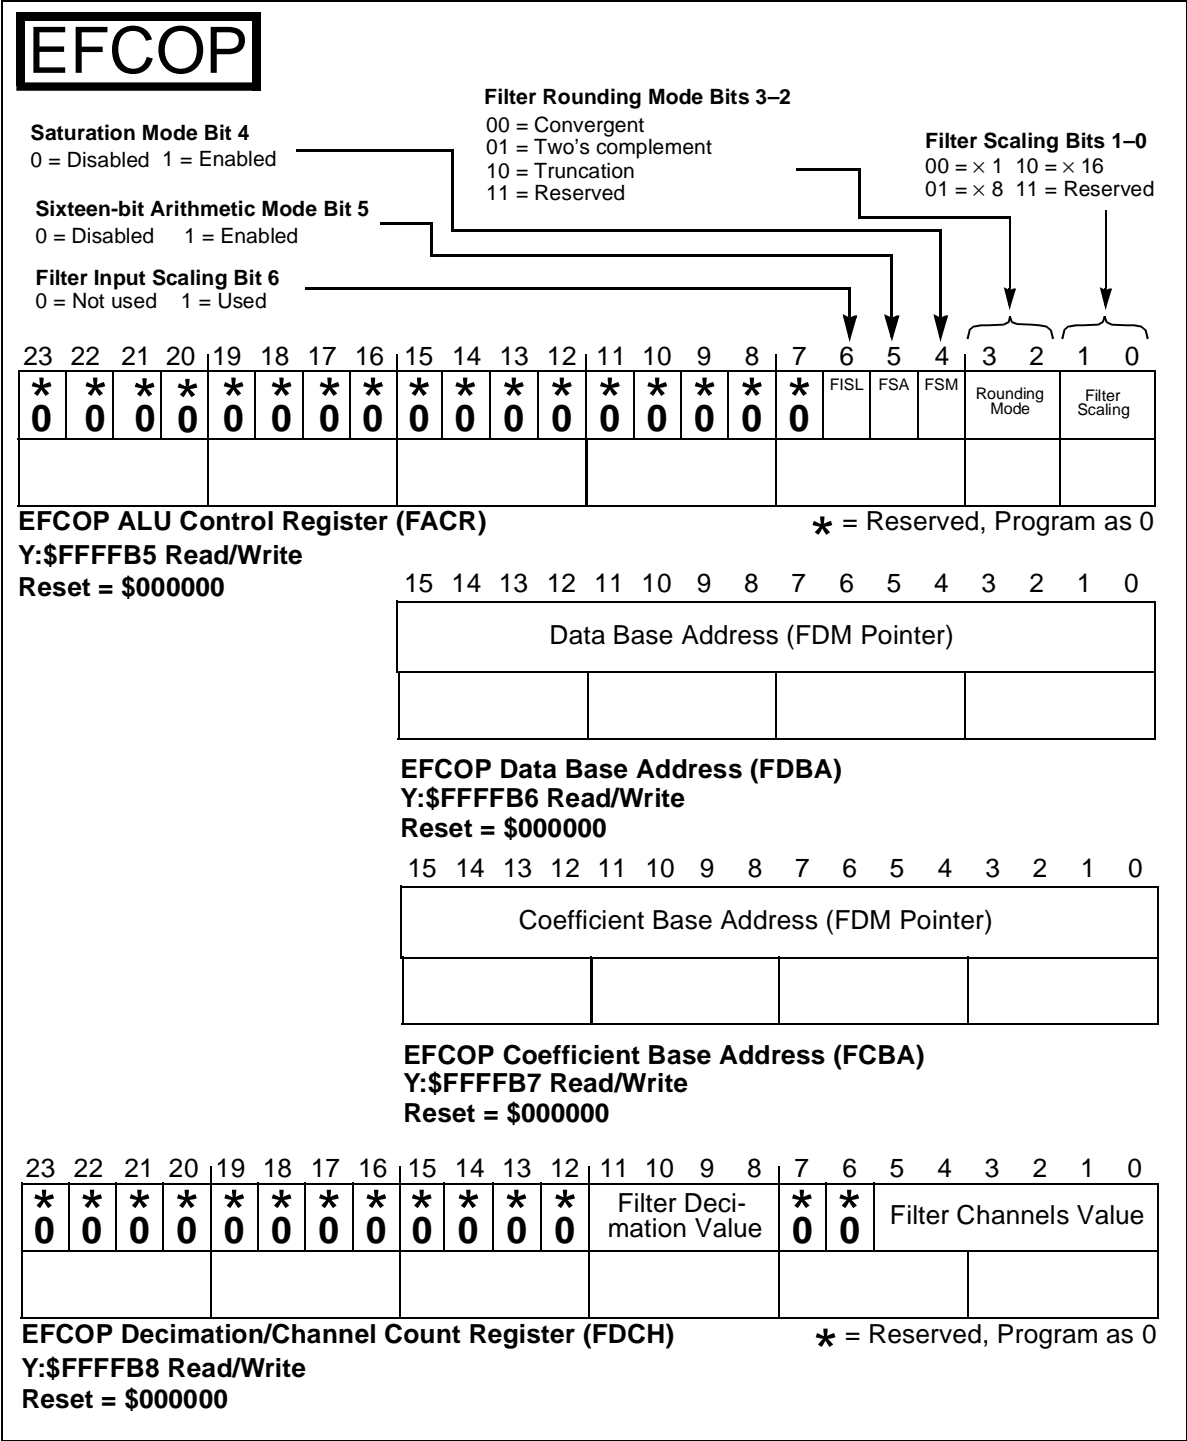 EFCOP
Filter Rounding Mode Bits 3–2
00 = Convergent
01 = Two's complement
10 = Truncation
11 = Reserved
Saturation Mode Bit 4
0 = Disabled 1 = Enabled
Filter Scaling Bits 1–0
00 = × 1 10 = × 16
01 = × 8 11 = Reserved
Sixteen-bit Arithmetic Mode Bit 5
0 = Disabled 1 = Enabled
Filter Input Scaling Bit 6
0 = Not used 1 = Used
23 22 21 20 19 18 17 16 15 14 13 12 11 10 9 8 7 6 5 4 3 2 1 0
* * * * * * * * * * * * * * * * * FISL FSA FSM Rounding Mode Filter Scaling
0 0 0 0 0 0 0 0 0 0 0 0 0 0 0 0 0
EFCOP ALU Control Register (FACR)
* = Reserved, Program as 0
Y:$FFFFB5 Read/Write
Reset = $000000
15 14 13 12 11 10 9 8 7 6 5 4 3 2 1 0
Data Base Address (FDM Pointer)
EFCOP Data Base Address (FDBA)
Y:$FFFFB6 Read/Write
Reset = $000000
15 14 13 12 11 10 9 8 7 6 5 4 3 2 1 0
Coefficient Base Address (FDM Pointer)
EFCOP Coefficient Base Address (FCBA)
Y:$FFFFB7 Read/Write
Reset = $000000
23 22 21 20 19 18 17 16 15 14 13 12 11 10 9 8 7 6 5 4 3 2 1 0
* * * * * * * * * * * * Filter Deci-
mation Value * * Filter Channels Value
0 0 0 0 0 0 0 0 0 0 0 0 0 0
EFCOP Decimation/Channel Count Register (FDCH)
* = Reserved, Program as 0
Y:$FFFFB8 Read/Write
Reset = $000000